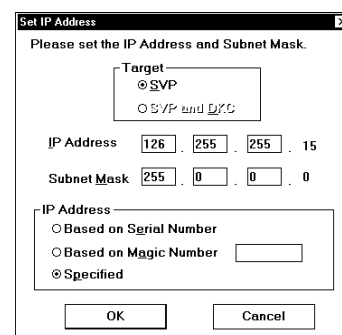 Set IP Address
Please set the IP Address and Subnet Mask.
Target
SVP
SVP and DKC
IP Address 126 . 255 . 255 . 15
Subnet Mask 255 . 0 . 0 . 0
IP Address
Based on Serial Number
Based on Magic Number
Specified
OK Cancel